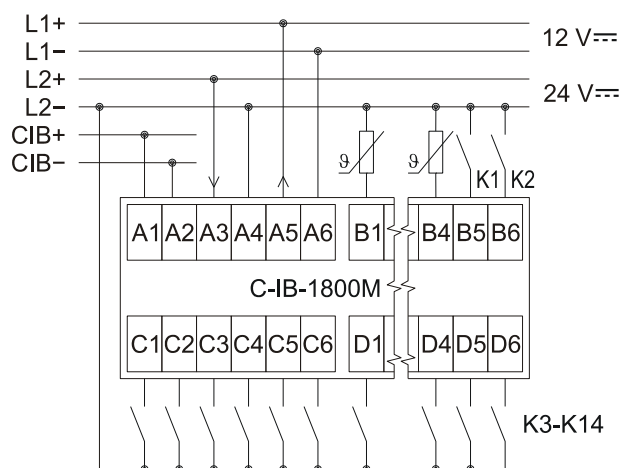 L1+
L1−
12 V⎓
L2+
L2−
24 V⎓
CIB+
CIB−
ϑ
ϑ
K1 K2
A1 A2 A3 A4 A5 A6 B1 B4 B5 B6
C-IB-1800M
C1 C2 C3 C4 C5 C6 D1 D4 D5 D6
K3-K14